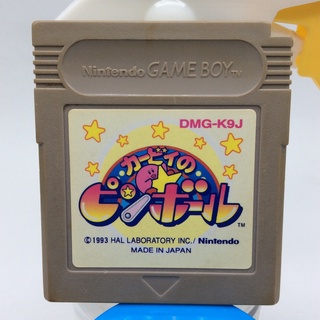 Nintendo GAME BOY TM
DMG-K9J
カービィの
ピンボール TM
©1993 HAL LABORATORY INC./Nintendo
MADE IN JAPAN